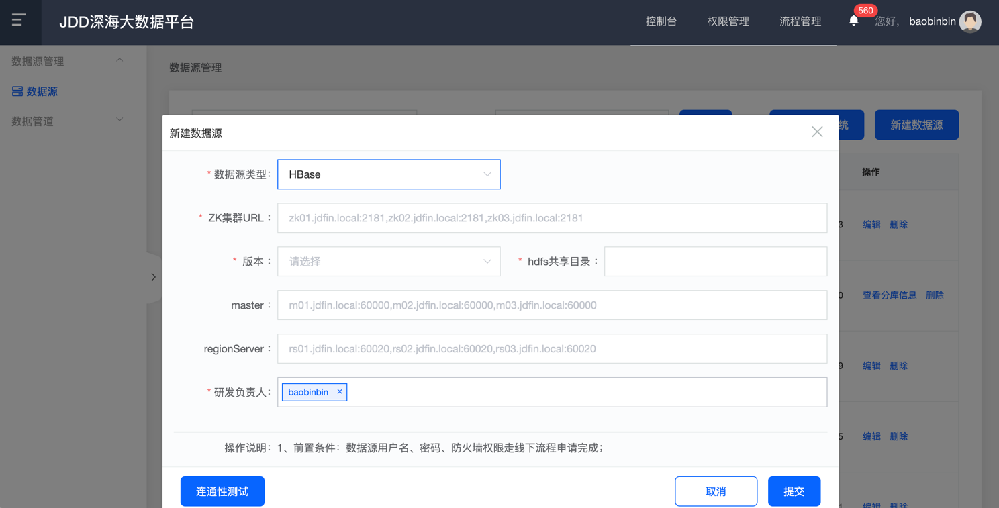 JDD深海大数据平台
控制台
权限管理
流程管理
560
您好,
baobinbin
数据源管理
数据源
数据管道
数据源管理
统
新建数据源
新建数据源
操作
* 数据源类型:
HBase
* ZK集群URL :
zk01.jdfin.local:2181,zk02.jdfin.local:2181,zk03.jdfin.local:2181
3 编辑 删除
* 版本 :
请选择
* hdfs共享目录 :
0 查看分库信息 删除
master :
m01.jdfin.local:60000,m02.jdfin.local:60000,m03.jdfin.local:60000
regionServer :
rs01.jdfin.local:60020,rs02.jdfin.local:60020,rs03.jdfin.local:60020
9 编辑 删除
* 研发负责人:
baobinbin ×
5 编辑 删除
操作说明: 1、前置条件: 数据源用户名、密码、防火墙权限走线下流程申请完成;
连通性测试
取消
提交
1 编辑 删除